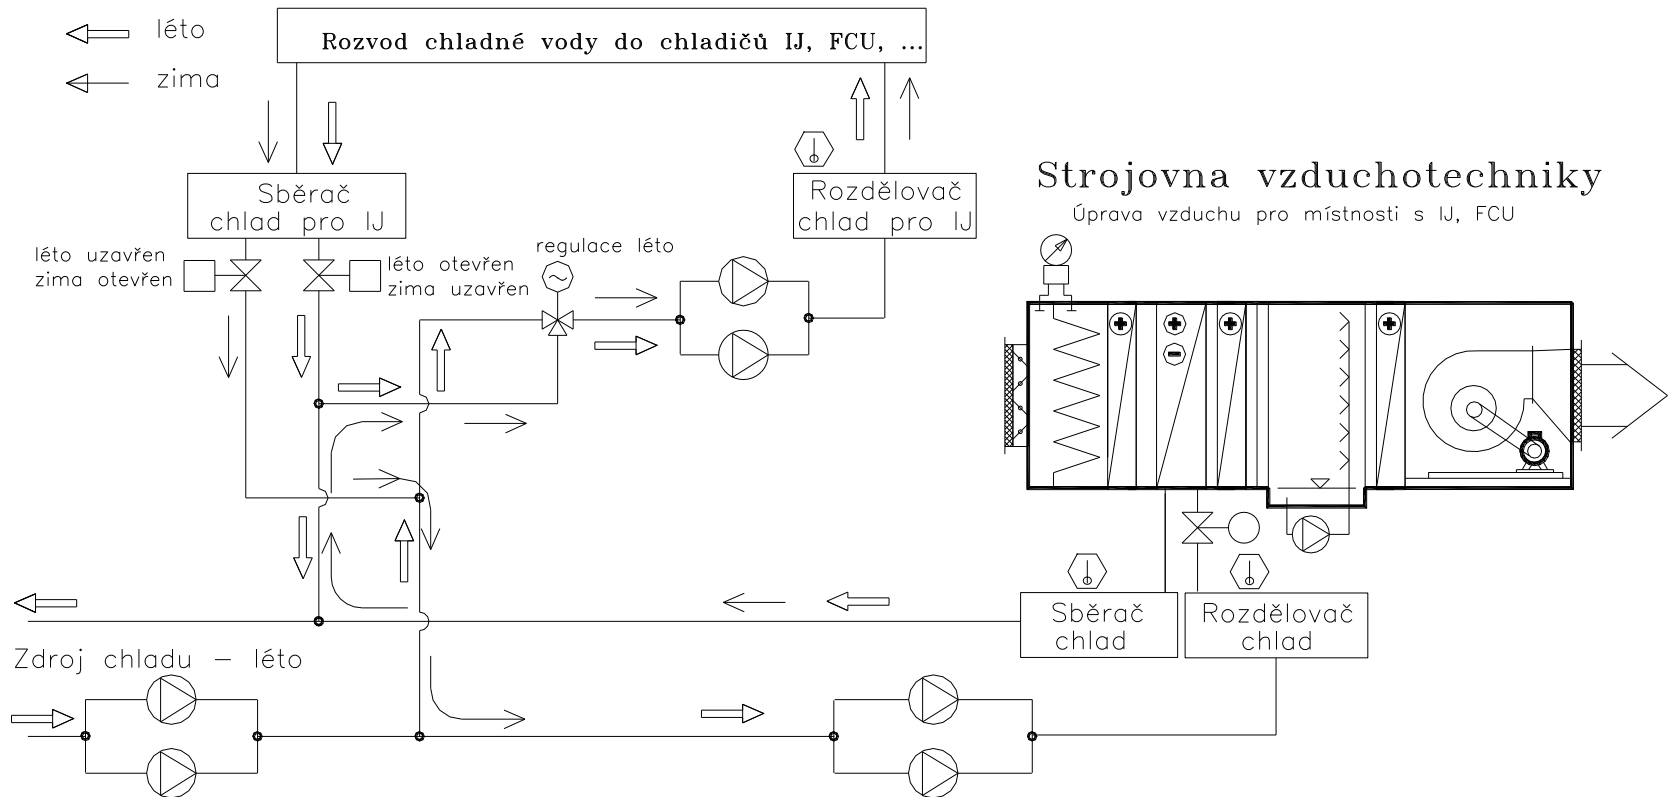 léto
zima
Rozvod chladné vody do chladičů IJ, FCU, ...
Sběrač
chlad pro IJ
Rozdělovač
chlad pro IJ
Strojovna vzduchotechniky
Úprava vzduchu pro místnosti s IJ, FCU
léto uzavřen
zima otevřen
léto otevřen
zima uzavřen
regulace léto
Sběrač
chlad
Rozdělovač
chlad
Zdroj chladu – léto